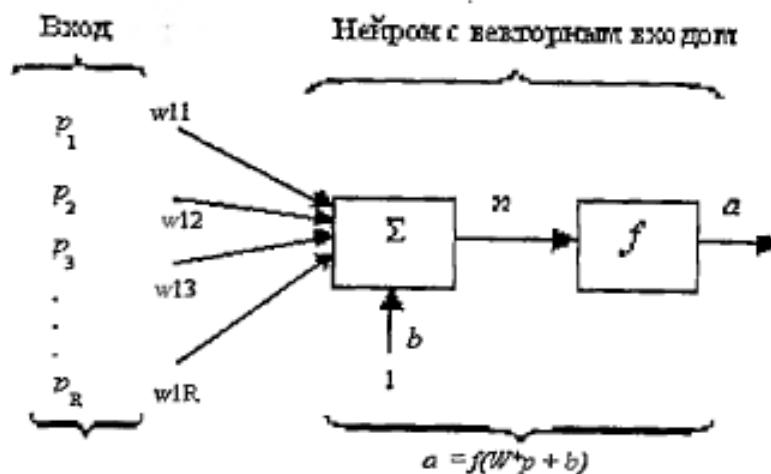 Вход
Нейрон с векторным входом
p1
w11
p2
w12
p3
w13
.
.
.
pR
w1R
Σ
n
f
a
b
1
a = f(W*p + b)